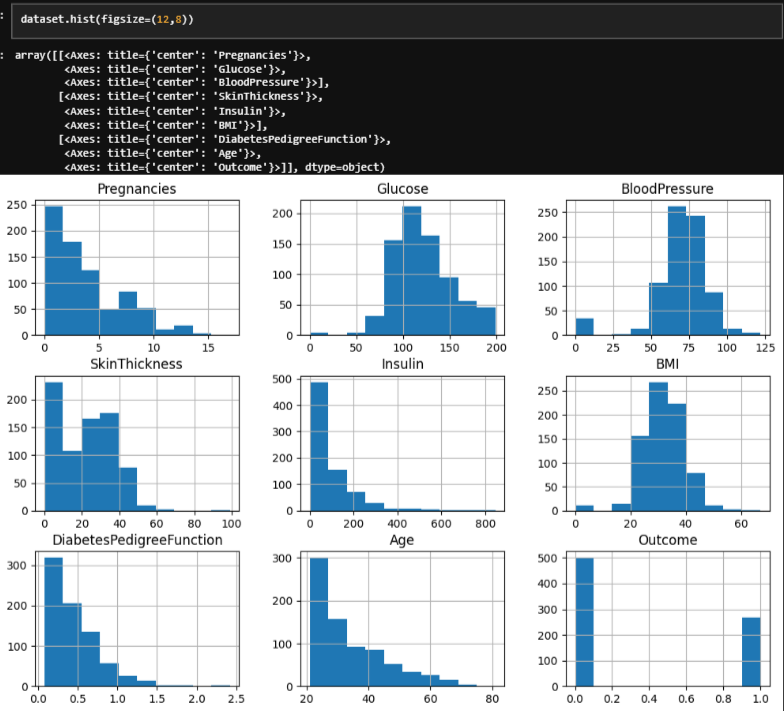 : dataset.hist(figsize=(12,8))
: array([[<Axes: title={'center': 'Pregnancies'}>,
<Axes: title={'center': 'Glucose'}>,
<Axes: title={'center': 'BloodPressure'}>],
[<Axes: title={'center': 'SkinThickness'}>,
<Axes: title={'center': 'Insulin'}>,
<Axes: title={'center': 'BMI'}>],
[<Axes: title={'center': 'DiabetesPedigreeFunction'}>,
<Axes: title={'center': 'Age'}>,
<Axes: title={'center': 'Outcome'}>]], dtype=object)
Pregnancies
250
200
150
100
50
0
0 5 10 15
Glucose
200
150
100
50
0
0 50 100 150 200
BloodPressure
250
200
150
100
50
0
0 25 50 75 100 125
SkinThickness
200
150
100
50
0
0 20 40 60 80 100
Insulin
500
400
300
200
100
0
0 200 400 600 800
BMI
250
200
150
100
50
0
0 20 40 60
DiabetesPedigreeFunction
300
200
100
0
0.0 0.5 1.0 1.5 2.0 2.5
Age
300
200
100
0
20 40 60 80
Outcome
500
400
300
200
100
0
0.0 0.2 0.4 0.6 0.8 1.0